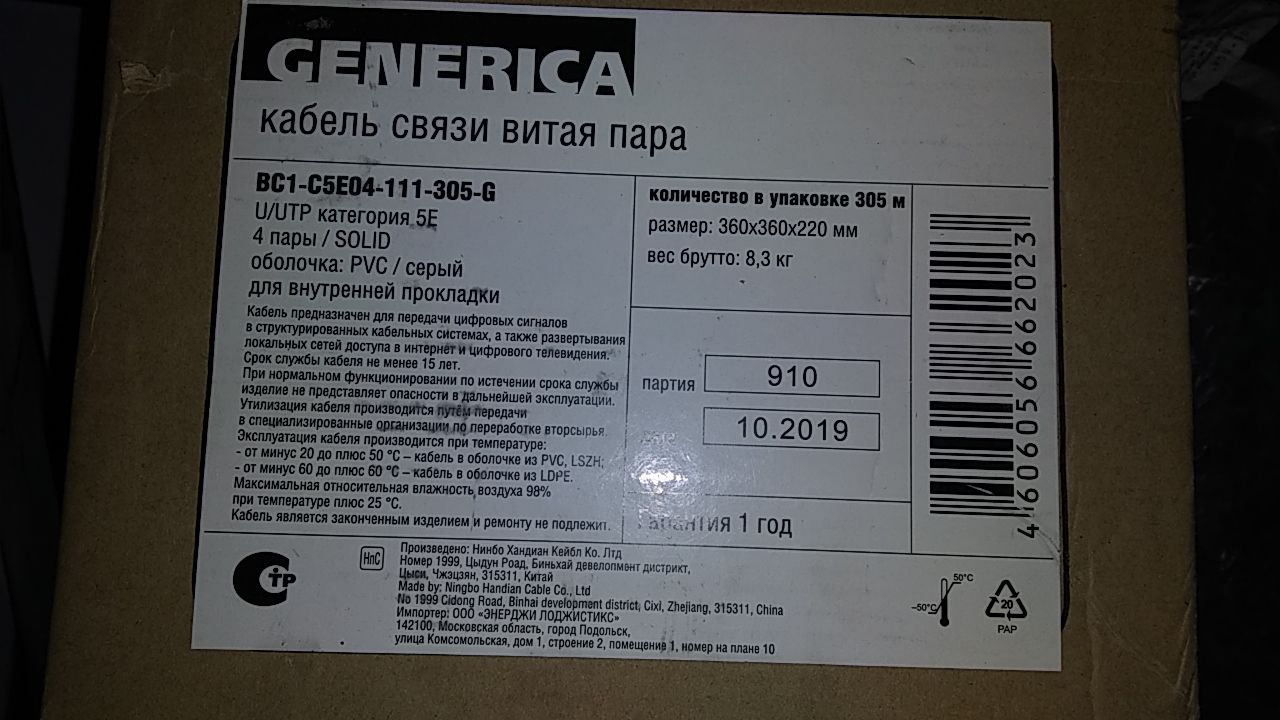 GENERICA
кабель связи витая пара
BC1-C5E04-111-305-G
U/UTP категория 5E
4 пары / SOLID
оболочка: PVC / серый
для внутренней прокладки
Кабель предназначен для передачи цифровых сигналов
в структурированных кабельных системах, а также развертывания
локальных сетей доступа в интернет и цифрового телевидения.
Срок службы кабеля не менее 15 лет.
При нормальном функционировании по истечении срока службы
изделие не представляет опасности в дальнейшей эксплуатации.
Утилизация кабеля производится путём передачи
в специализированные организации по переработке вторсырья.
Эксплуатация кабеля производится при температуре:
- от минус 20 до плюс 50 °C – кабель в оболочке из PVC, LSZH;
- от минус 60 до плюс 60 °C – кабель в оболочке из LDPE.
Максимальная относительная влажность воздуха 98%
при температуре плюс 25 °C.
Кабель является законченным изделием и ремонту не подлежит.
количество в упаковке 305 м
размер: 360x360x220 мм
вес брутто: 8,3 кг
партия 910
10.2019
гарантия 1 год
4 606056 662023
СТР
HпC
Произведено: Нинбо Хандиан Кейбл Ко. Лтд
Номер 1999, Цыдун Роад, Биньхай девелопмент дистрикт,
Цыси, Чжэцзян, 315311, Китай
Made by: Ningbo Handian Cable Co., Ltd
No 1999 Cidong Road, Binhai development district, Cixi, Zhejiang, 315311, China
Импортер: ООО «ЭНЕРДЖИ ЛОДЖИСТИКС»
142100, Московская область, город Подольск,
улица Комсомольская, дом 1, строение 2, помещение 1, номер на плане 10
50°C
–50°C
20
PAP